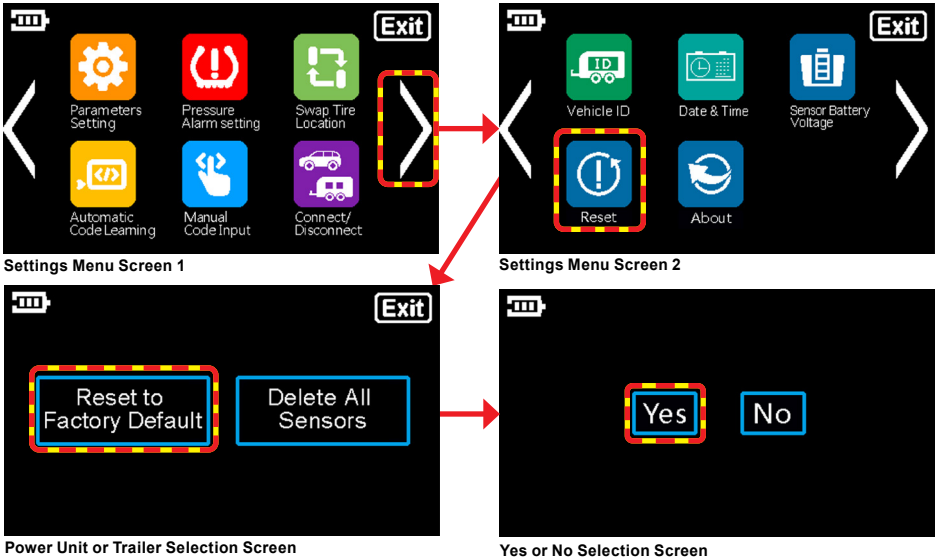 Exit
Parameters
Setting
Pressure
Alarm setting
Swap Tire
Location
Automatic
Code Learning
Manual
Code Input
Connect/
Disconnect
Settings Menu Screen 1
Exit
ID
Vehicle ID
Date & Time
Sensor Battery
Voltage
Reset
About
Settings Menu Screen 2
Exit
Reset to
Factory Default
Delete All
Sensors
Power Unit or Trailer Selection Screen
Yes
No
Yes or No Selection Screen